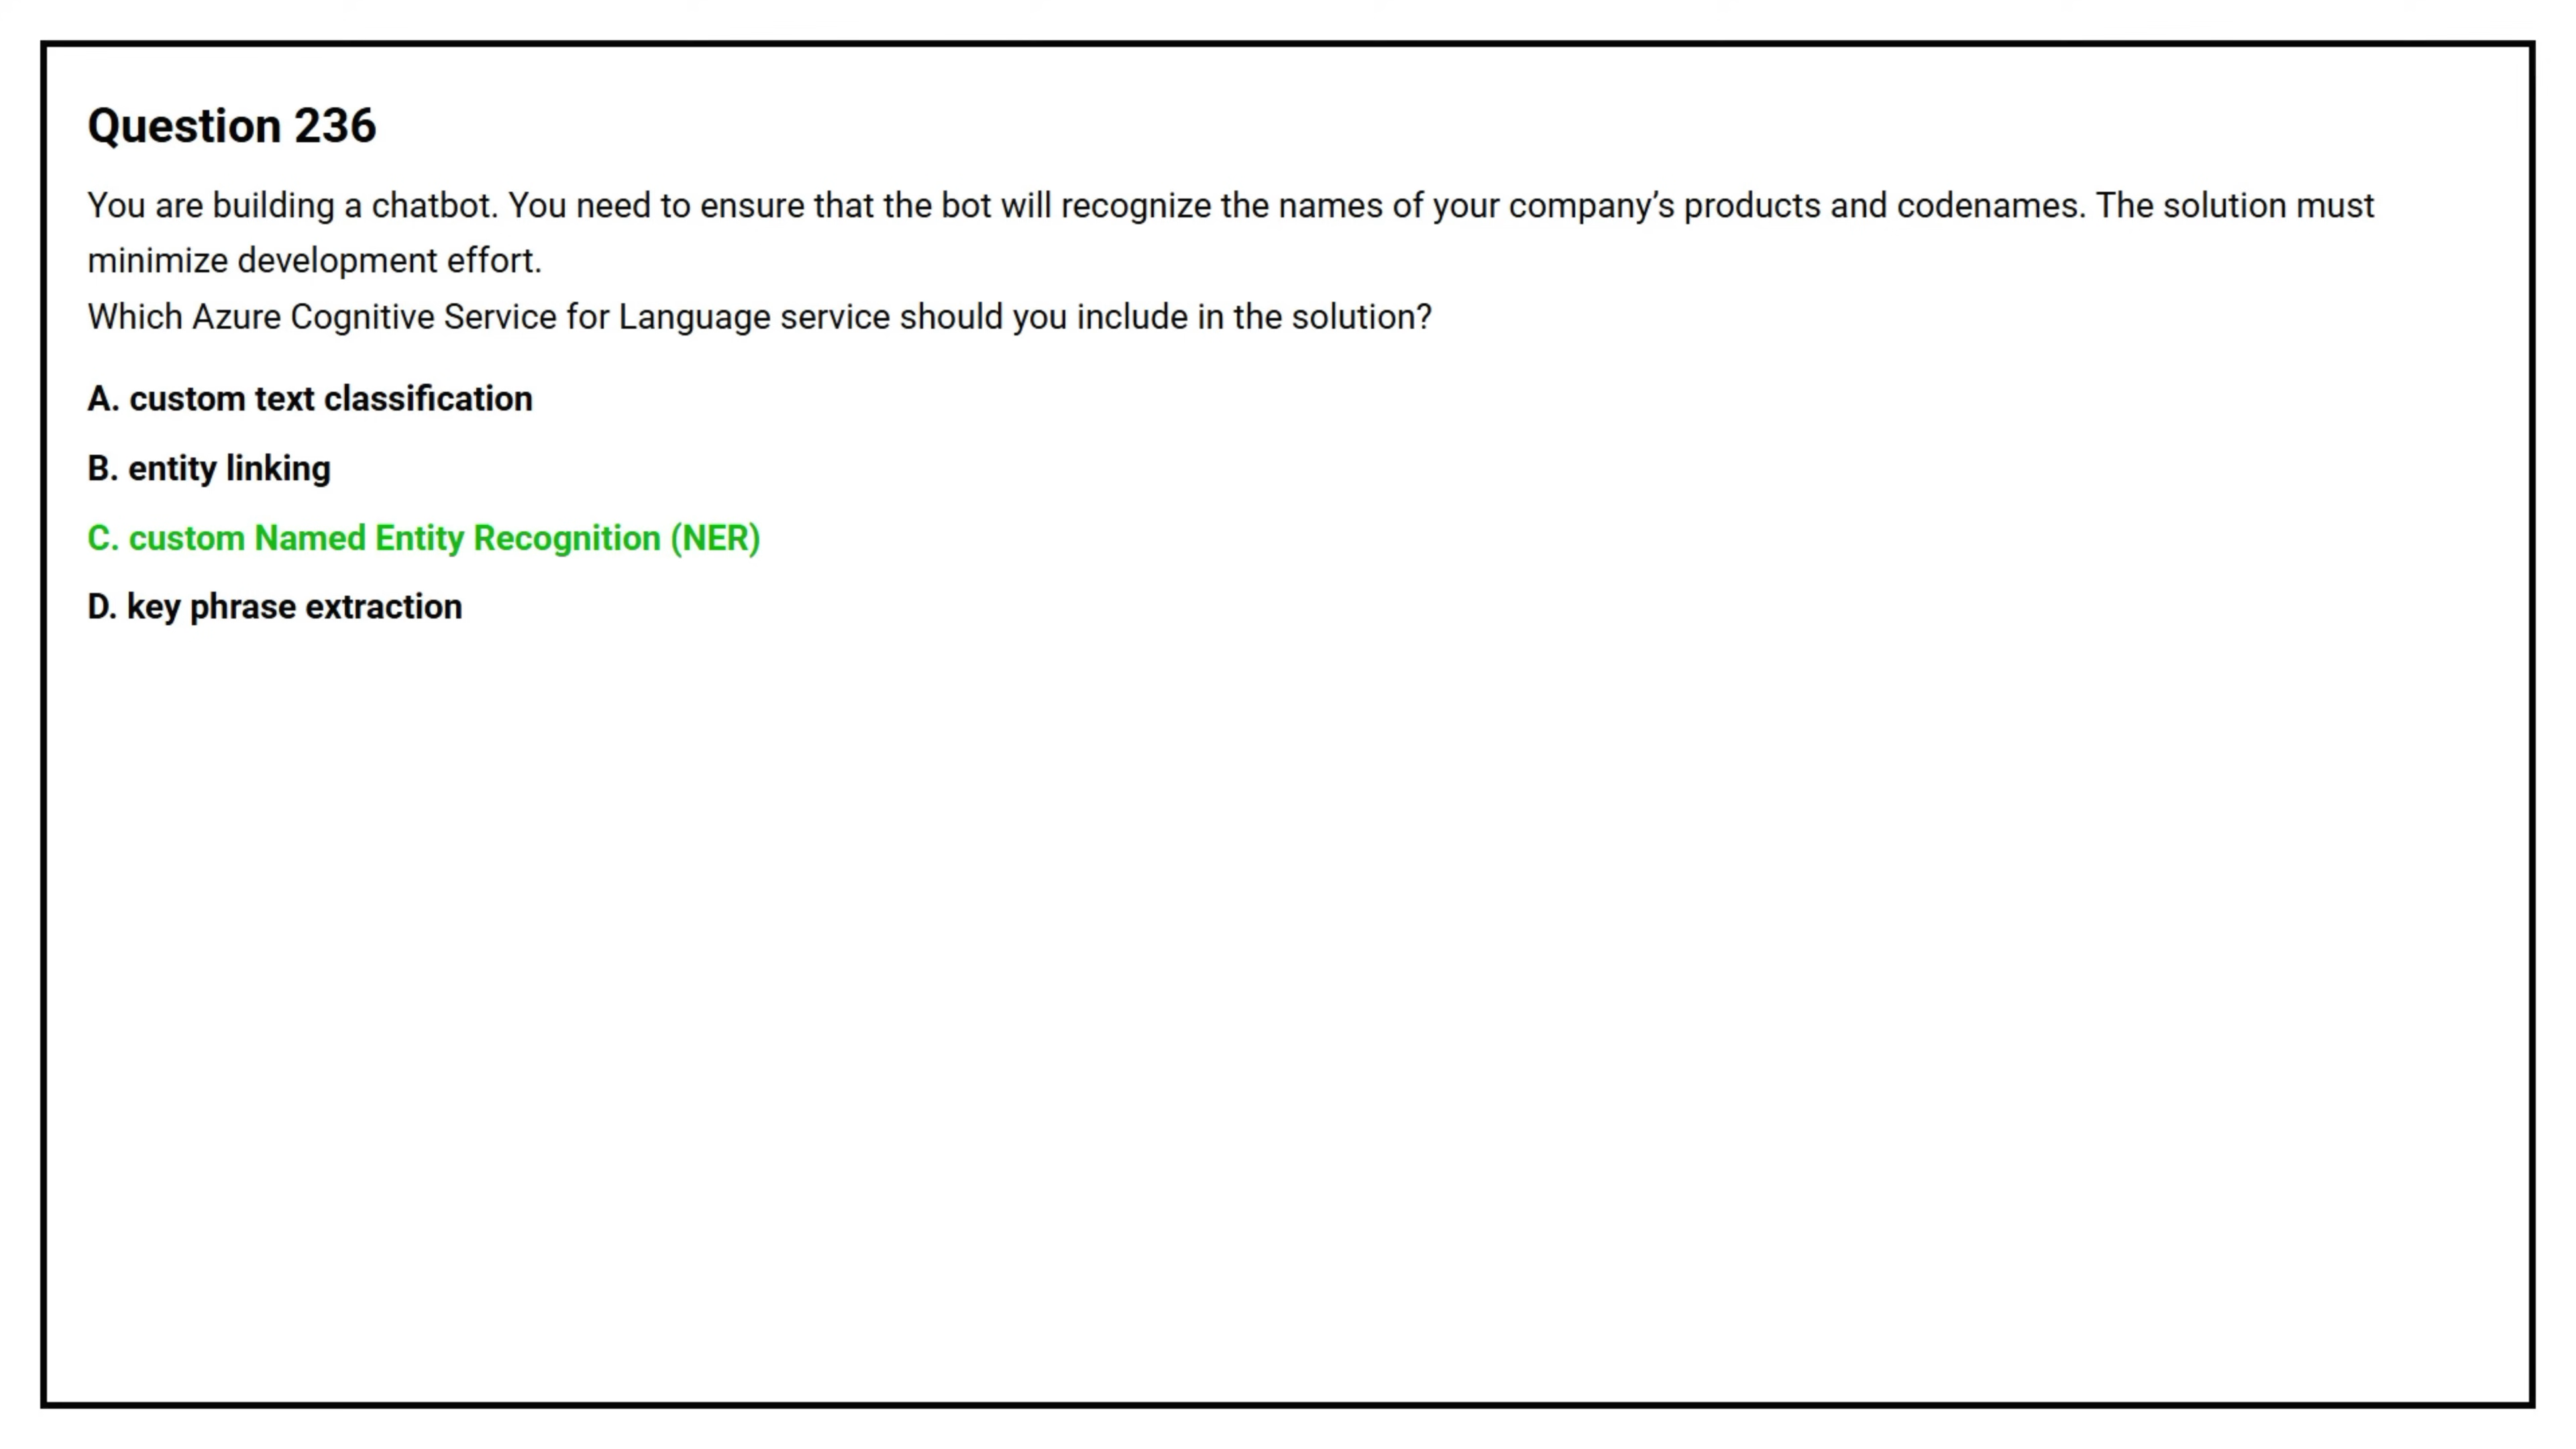 Question 236
You are building a chatbot. You need to ensure that the bot will recognize the names of your company’s products and codenames. The solution must
minimize development effort.
Which Azure Cognitive Service for Language service should you include in the solution?
A. custom text classification
B. entity linking
C. custom Named Entity Recognition (NER)
D. key phrase extraction